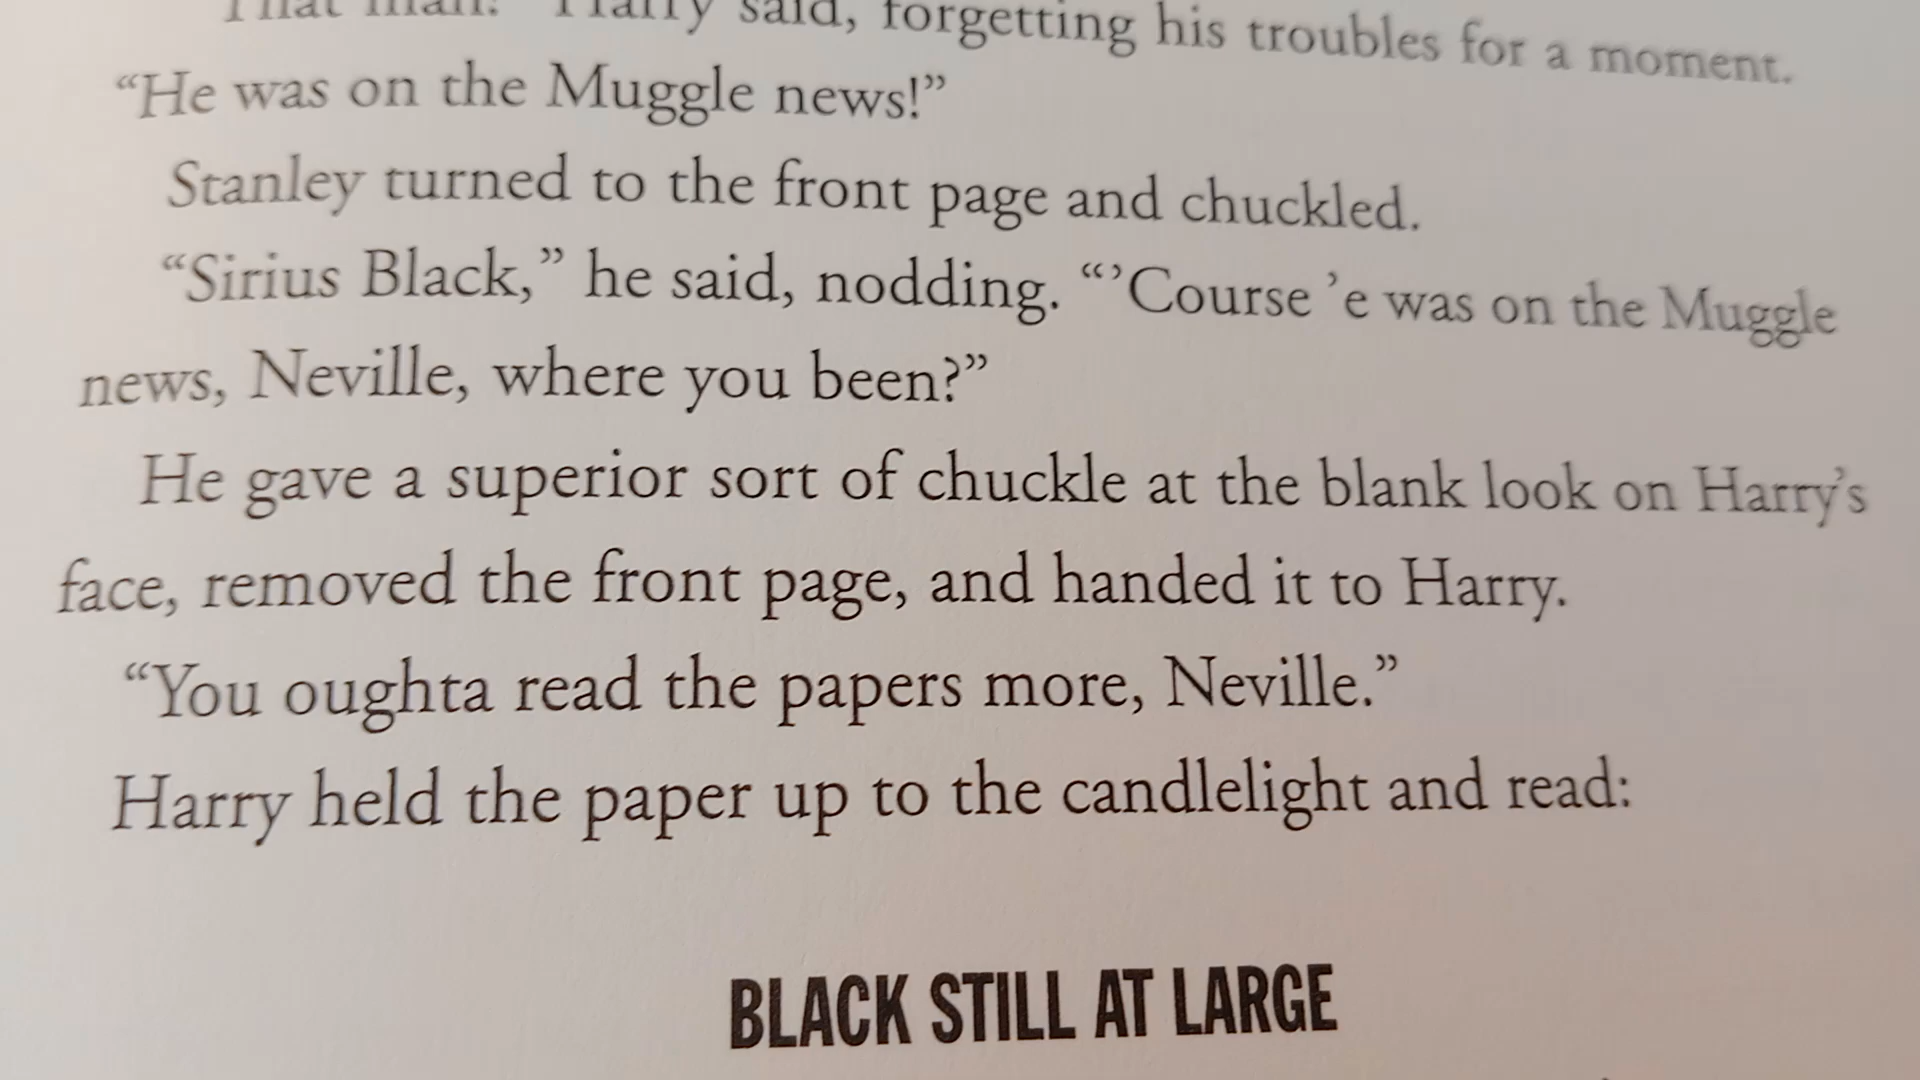 That man!" Harry said, forgetting his troubles for a moment.
“He was on the Muggle news!”
Stanley turned to the front page and chuckled.
“Sirius Black,” he said, nodding. “’Course ’e was on the Muggle
news, Neville, where you been?”
He gave a superior sort of chuckle at the blank look on Harry’s
face, removed the front page, and handed it to Harry.
“You oughta read the papers more, Neville.”
Harry held the paper up to the candlelight and read:
BLACK STILL AT LARGE